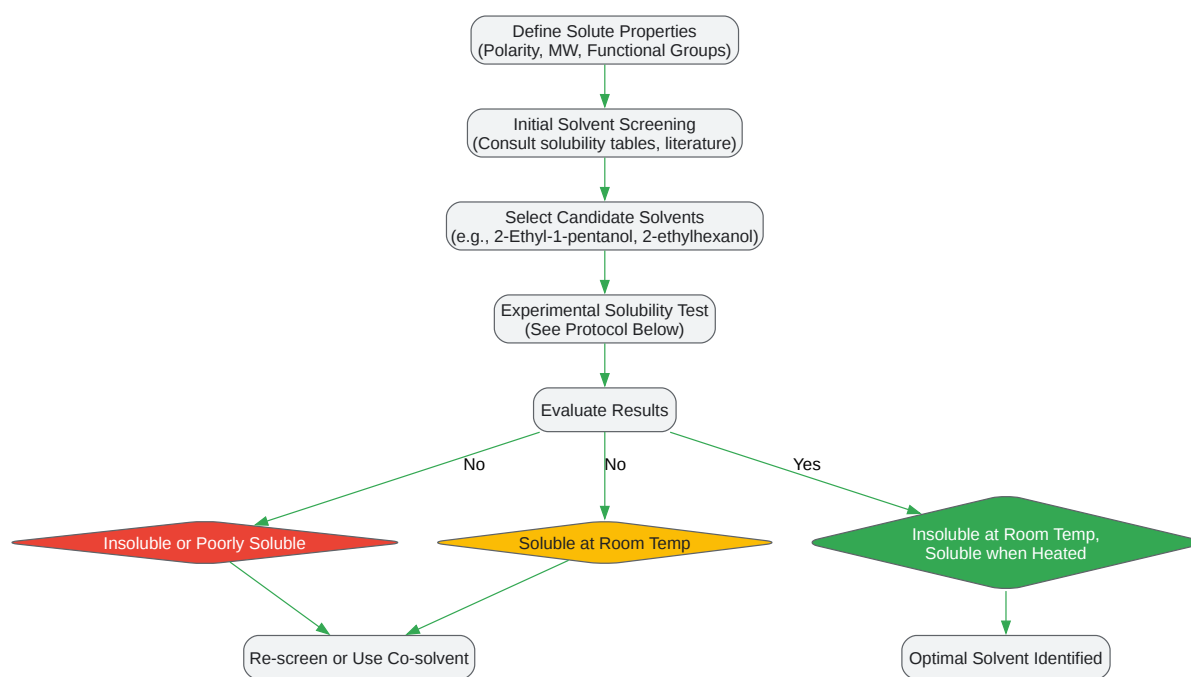 Define Solute Properties
(Polarity, MW, Functional Groups)
Initial Solvent Screening
(Consult solubility tables, literature)
Select Candidate Solvents
(e.g., 2-Ethyl-1-pentanol, 2-ethylhexanol)
Experimental Solubility Test
(See Protocol Below)
Evaluate Results
No
No
Yes
Insoluble or Poorly Soluble
Soluble at Room Temp
Insoluble at Room Temp,
Soluble when Heated
Re-screen or Use Co-solvent
Optimal Solvent Identified